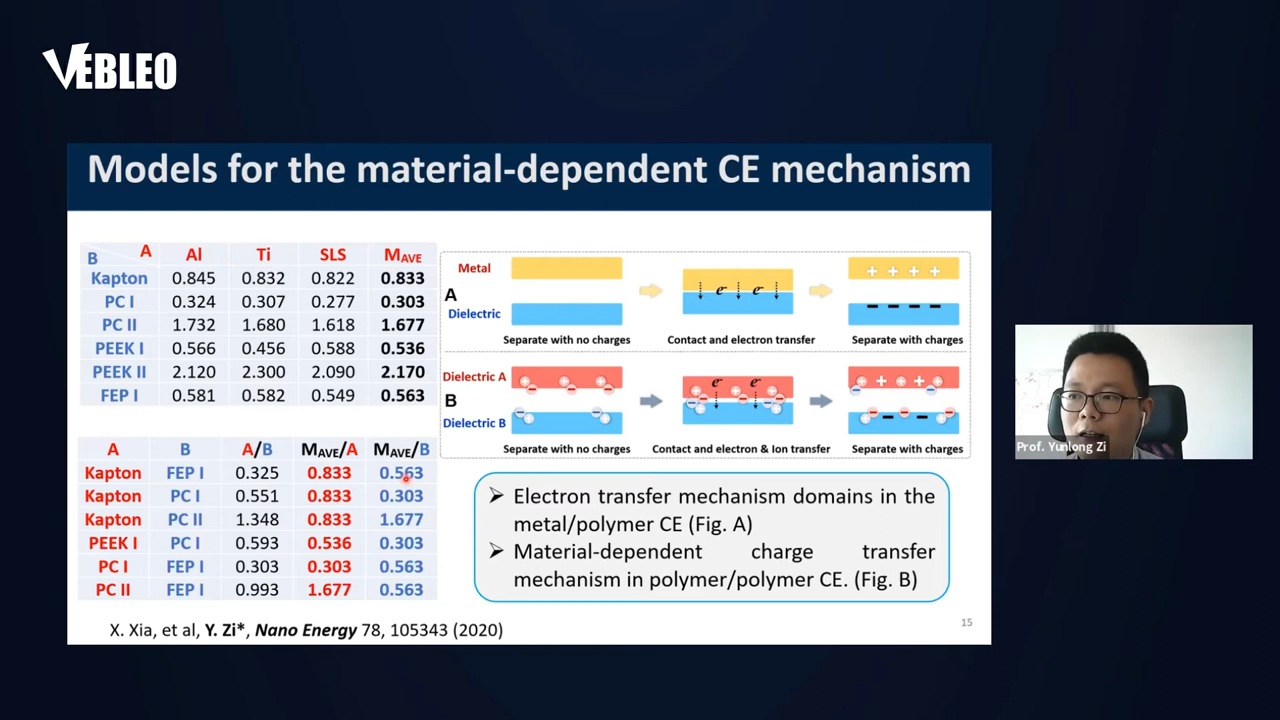 VEBLEO
Models for the material-dependent CE mechanism
B A Al Ti SLS MAVE
Kapton 0.845 0.832 0.822 0.833
PC I 0.324 0.307 0.277 0.303
PC II 1.732 1.680 1.618 1.677
PEEK I 0.566 0.456 0.588 0.536
PEEK II 2.120 2.300 2.090 2.170
FEP I 0.581 0.582 0.549 0.563
A B A/B MAVE/A MAVE/B
Kapton FEP I 0.325 0.833 0.563
Kapton PC I 0.551 0.833 0.303
Kapton PC II 1.348 0.833 1.677
PEEK I PC I 0.593 0.536 0.303
PC I FEP I 0.303 0.303 0.563
PC II FEP I 0.993 1.677 0.563
Metal
A
Dielectric
e- e-
+ + + +
- - - -
Separate with no charges Contact and electron transfer Separate with charges
Dielectric A
B
Dielectric B
e- e-
Separate with no charges Contact and electron & Ion transfer Separate with charges
➢ Electron transfer mechanism domains in the
metal/polymer CE (Fig. A)
➢ Material-dependent charge transfer
mechanism in polymer/polymer CE. (Fig. B)
X. Xia, et al, Y. Zi*, Nano Energy 78, 105343 (2020)
15
Prof. Yunlong Zi